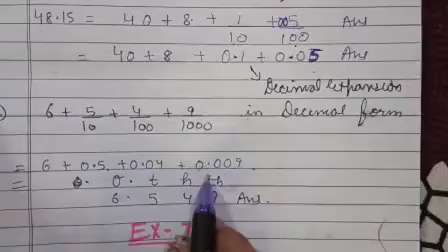 48.15 = 40 + 8 + 1/10 + 5/100 Ans
= 40 + 8 + 0.1 + 0.05 Ans
Decimal Expansion
6 + 5/10 + 4/100 + 9/1000 in Decimal form
= 6 + 0.5 + 0.04 + 0.009.
= O. t h th
6. 5 4 9 Ans.
EX-